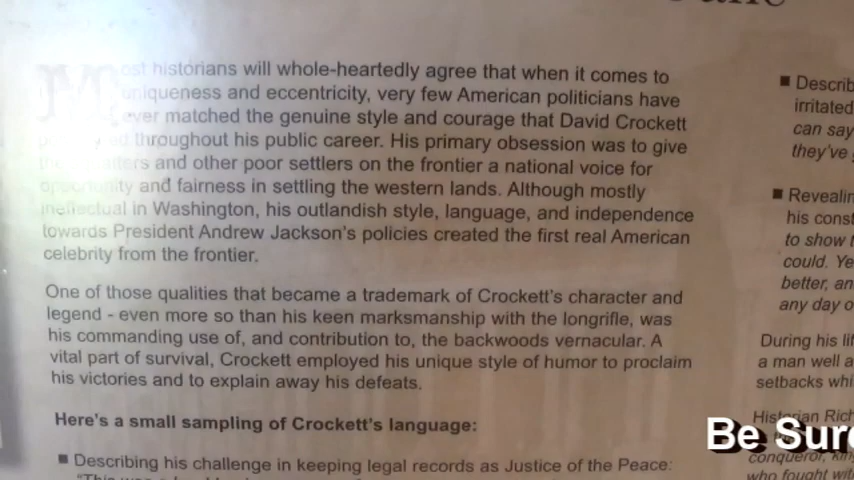 Most historians will whole-heartedly agree that when it comes to
uniqueness and eccentricity, very few American politicians have
ever matched the genuine style and courage that David Crockett
throughout his public career. His primary obsession was to give
and other poor settlers on the frontier a national voice for
opportunity and fairness in settling the western lands. Although mostly
ineffectual in Washington, his outlandish style, language, and independence
towards President Andrew Jackson's policies created the first real American
celebrity from the frontier.
One of those qualities that became a trademark of Crockett's character and
legend - even more so than his keen marksmanship with the longrifle, was
his commanding use of, and contribution to, the backwoods vernacular. A
vital part of survival, Crockett employed his unique style of humor to proclaim
his victories and to explain away his defeats.
Here's a small sampling of Crockett's language:
■ Describing his challenge in keeping legal records as Justice of the Peace:
■ Describ
irritated
can say
they've
■ Revealin
his const
to show
could. Ye
better, an
any day o
During his lif
a man well a
setbacks whi
Historian Rich
conqueror, king
who fought with
Be Sure